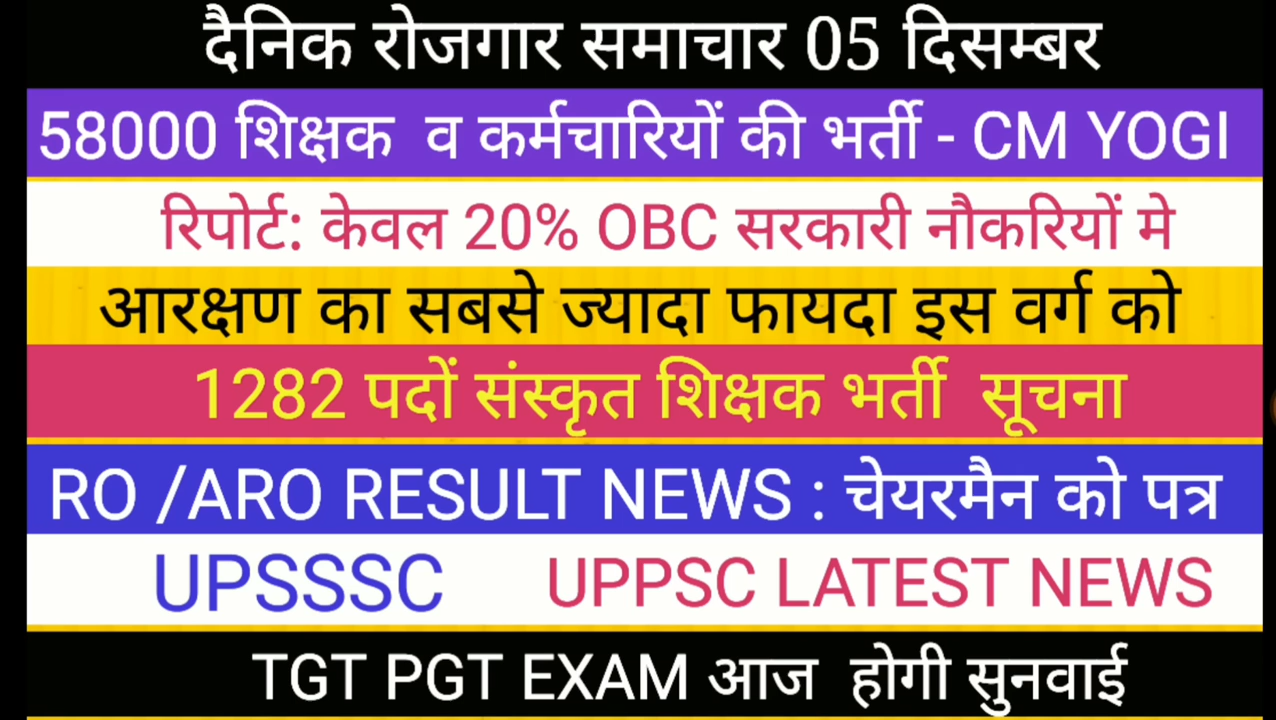 दैनिक रोजगार समाचार 05 दिसम्बर
58000 शिक्षक व कर्मचारियों की भर्ती - CM YOGI
रिपोर्ट: केवल 20% OBC सरकारी नौकरियों मे
आरक्षण का सबसे ज्यादा फायदा इस वर्ग को
1282 पदों संस्कृत शिक्षक भर्ती सूचना
RO /ARO RESULT NEWS : चेयरमैन को पत्र
UPSSSC UPPSC LATEST NEWS
TGT PGT EXAM आज होगी सुनवाई